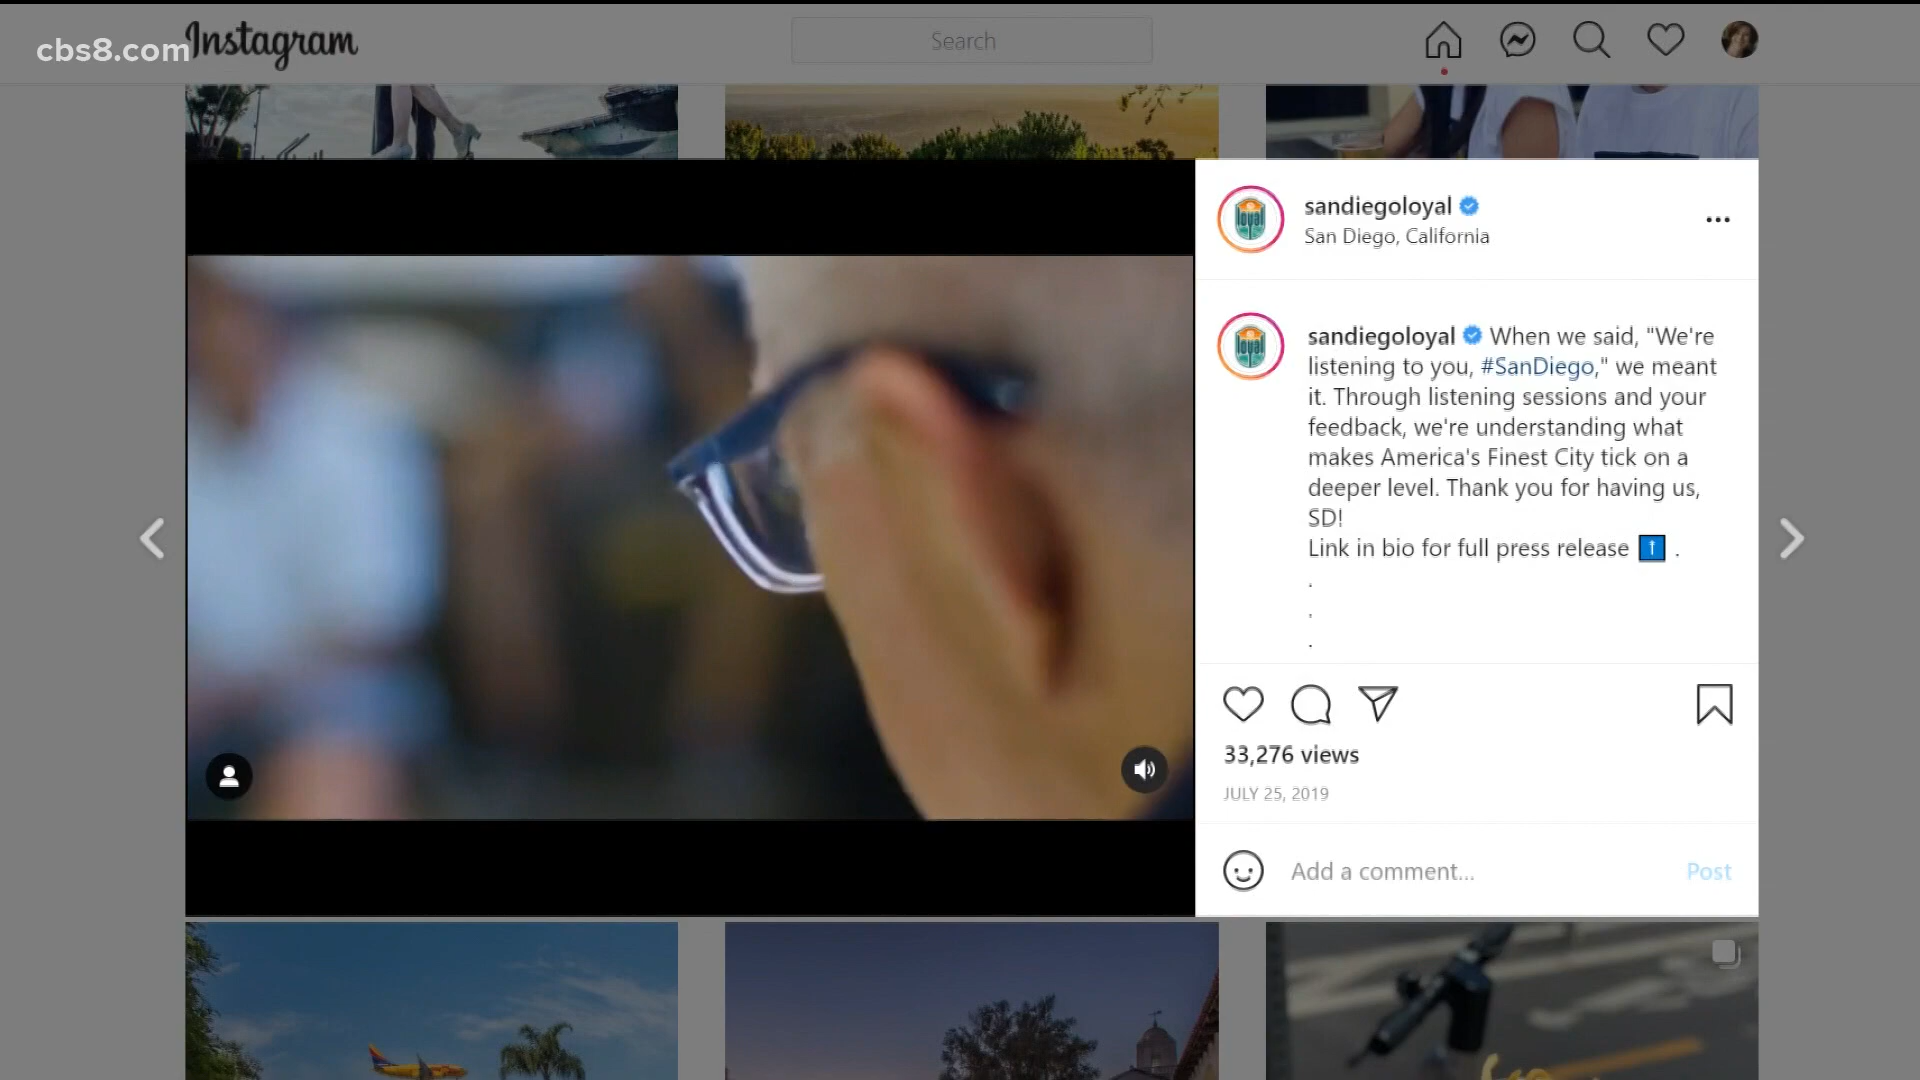 cbs8.com
Instagram
Search
sandiegoloyal
San Diego, California
loyal
sandiegoloyal When we said, "We're
listening to you, #SanDiego," we meant
it. Through listening sessions and your
feedback, we're understanding what
makes America's Finest City tick on a
deeper level. Thank you for having us,
SD!
Link in bio for full press release ⬆️ .
.
.
.
loyal
33,276 views
JULY 25, 2019
Add a comment...
Post